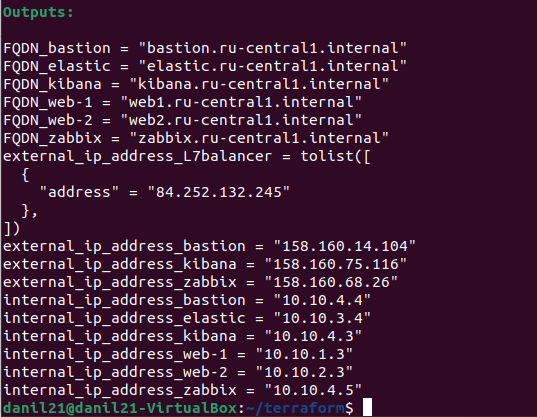 Outputs:
FQDN_bastion = "bastion.ru-central1.internal"
FQDN_elastic = "elastic.ru-central1.internal"
FQDN_kibana = "kibana.ru-central1.internal"
FQDN_web-1 = "web1.ru-central1.internal"
FQDN_web-2 = "web2.ru-central1.internal"
FQDN_zabbix = "zabbix.ru-central1.internal"
external_ip_address_L7balancer = tolist([
  {
    "address" = "84.252.132.245"
  },
])
external_ip_address_bastion = "158.160.14.104"
external_ip_address_kibana = "158.160.75.116"
external_ip_address_zabbix = "158.160.68.26"
internal_ip_address_bastion = "10.10.4.4"
internal_ip_address_elastic = "10.10.3.4"
internal_ip_address_kibana = "10.10.4.3"
internal_ip_address_web-1 = "10.10.1.3"
internal_ip_address_web-2 = "10.10.2.3"
internal_ip_address_zabbix = "10.10.4.5"
danil21@danil21-VirtualBox:~/terraform$